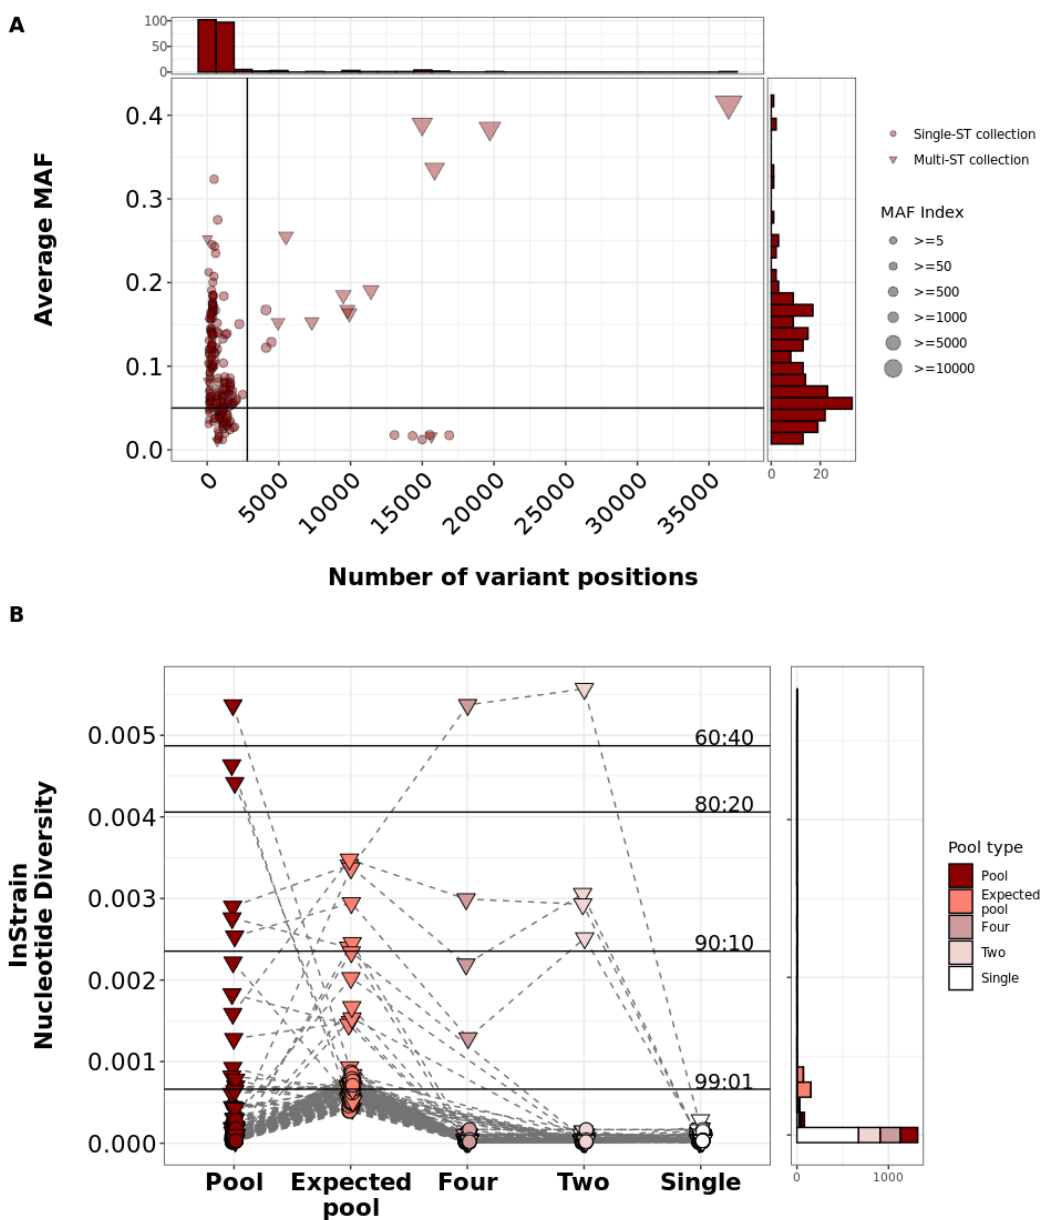 A
100
50
0
0.4
0.3
0.2
0.1
0.0
Average MAF
0
5000
10000
15000
20000
25000
30000
35000
Number of variant positions
0
20
Single-ST collection
Multi-ST collection
MAF Index
>=5
>=50
>=500
>=1000
>=5000
>=10000
B
0.005
0.004
0.003
0.002
0.001
0.000
InStrain
Nucleotide Diversity
60:40
80:20
90:10
99:01
Pool
Expected
pool
Four
Two
Single
0
1000
Pool type
Pool
Expected
pool
Four
Two
Single